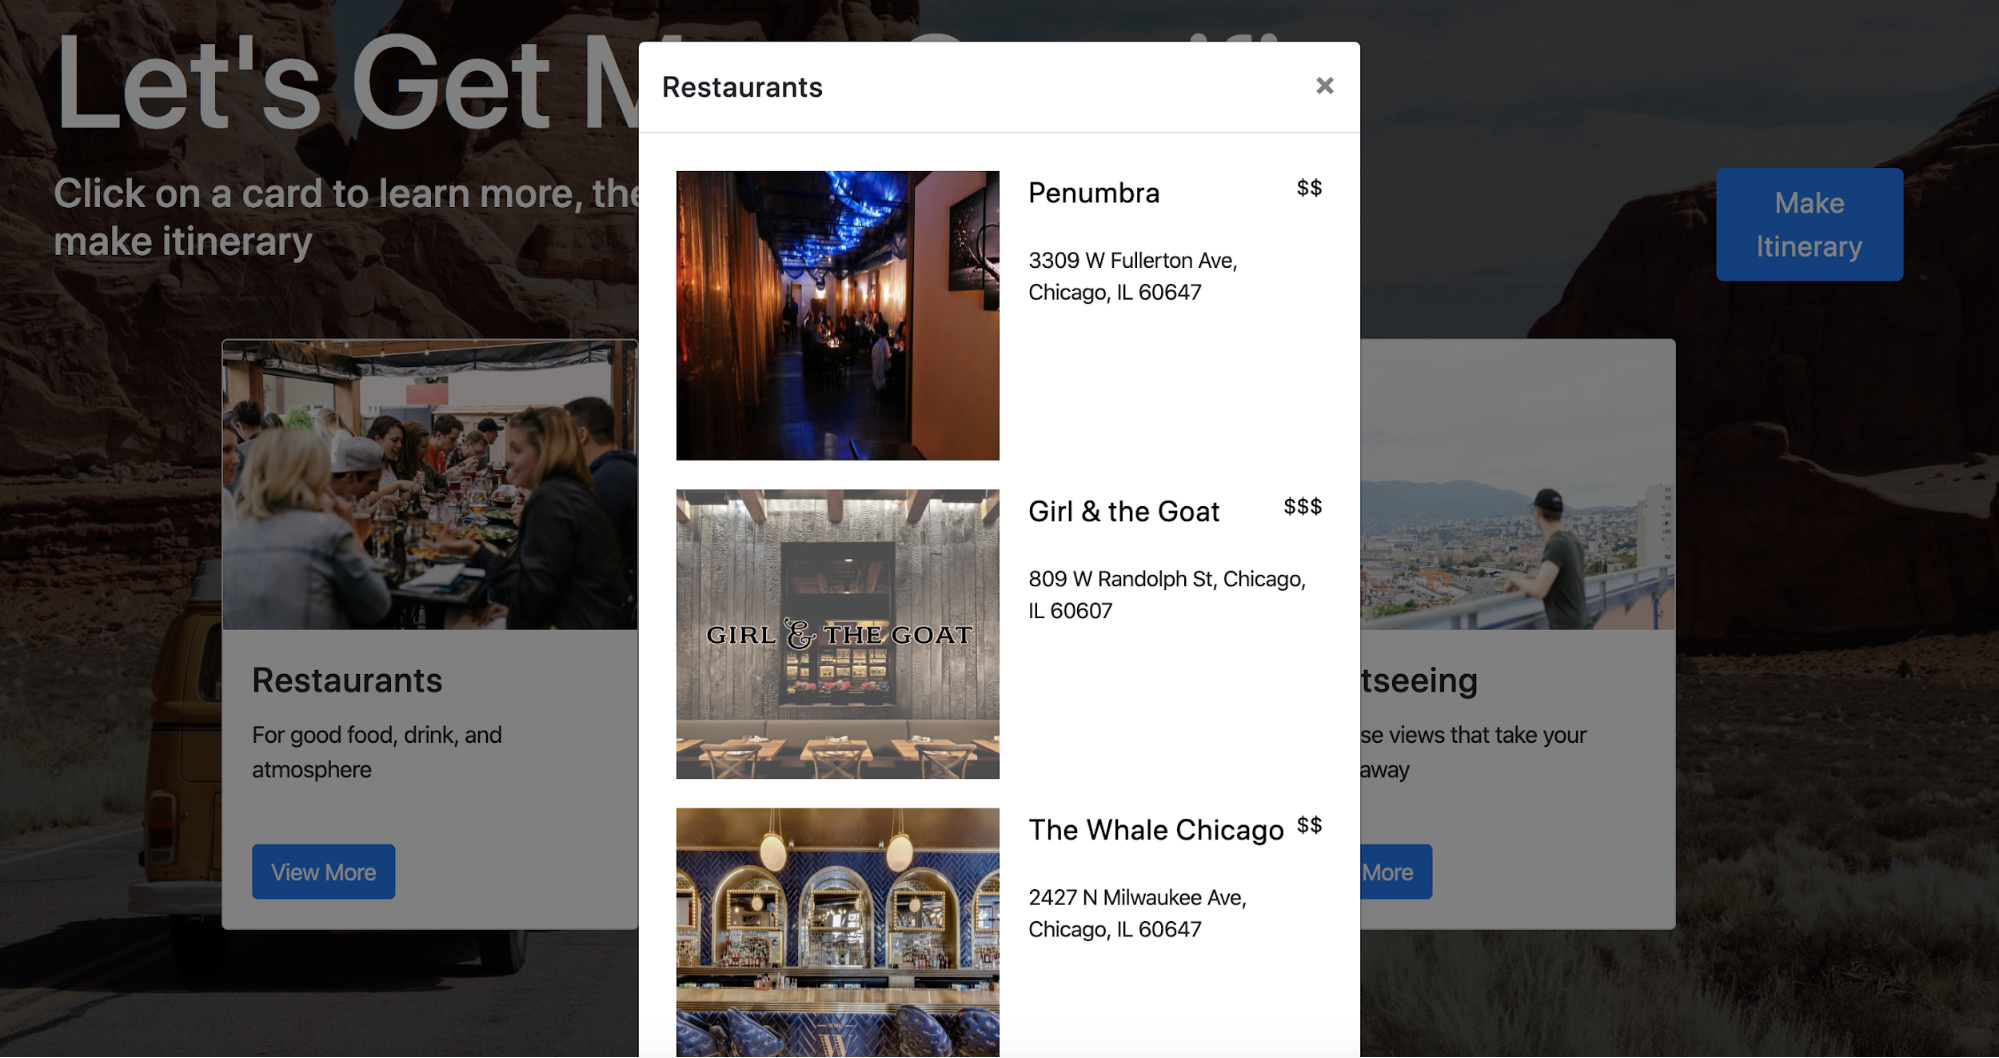 Let's Get
Click on a card to learn more, the
make itinerary
Make
Itinerary
Restaurants
For good food, drink, and
atmosphere
View More
Restaurants
×
Penumbra $$
3309 W Fullerton Ave,
Chicago, IL 60647
GIRL & THE GOAT
Girl & the Goat $$$
809 W Randolph St, Chicago,
IL 60607
The Whale Chicago $$
2427 N Milwaukee Ave,
Chicago, IL 60647
W
tseeing
se views that take your
away
More